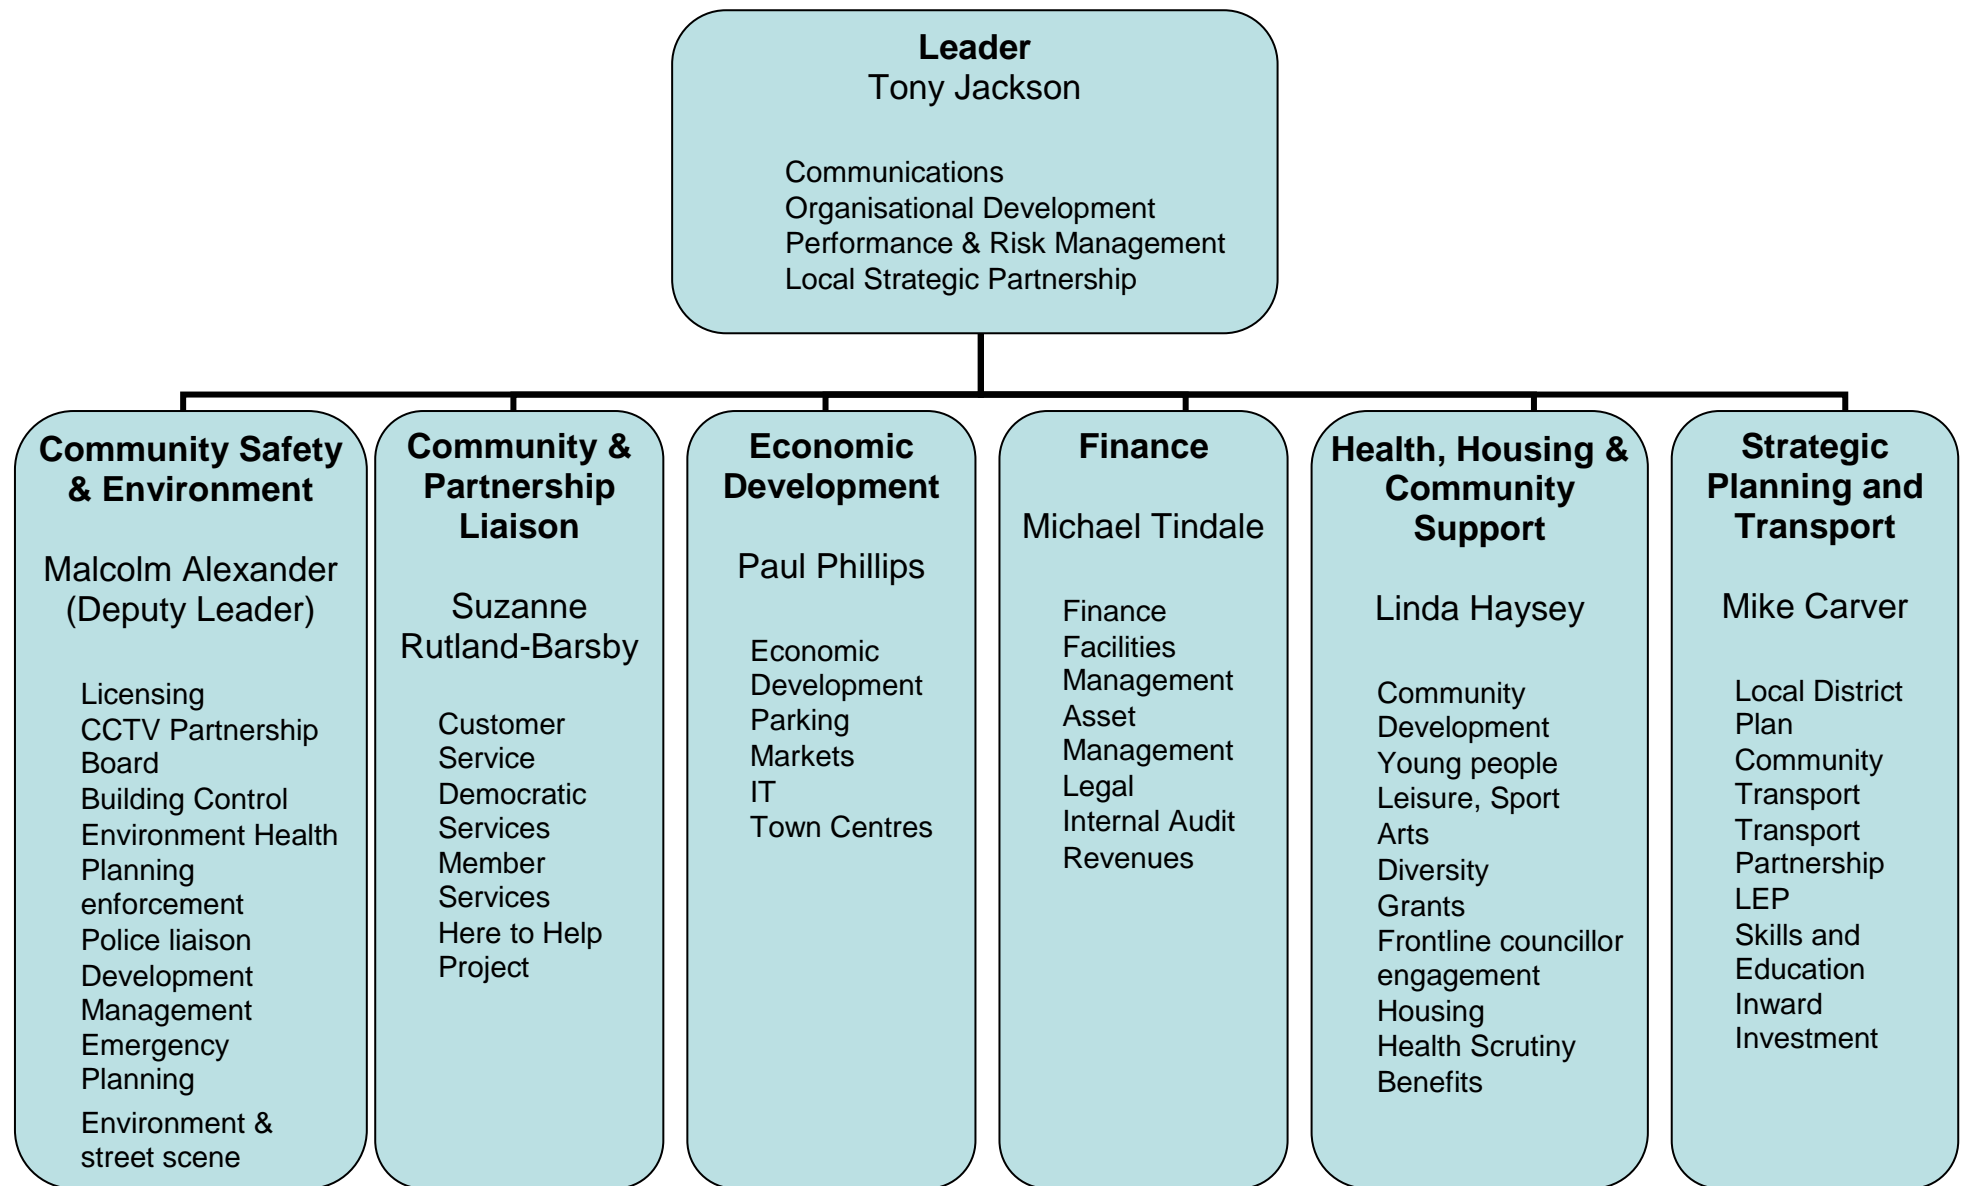 Leader
Tony Jackson
Communications
Organisational Development
Performance & Risk Management
Local Strategic Partnership
Community Safety
& Environment
Malcolm Alexander
(Deputy Leader)
Licensing
CCTV Partnership
Board
Building Control
Environment Health
Planning
enforcement
Police liaison
Development
Management
Emergency
Planning
Environment &
street scene
Community &
Partnership
Liaison
Suzanne
Rutland-Barsby
Customer
Service
Democratic
Services
Member
Services
Here to Help
Project
Economic
Development
Paul Phillips
Economic
Development
Parking
Markets
IT
Town Centres
Finance
Michael Tindale
Finance
Facilities
Management
Asset
Management
Legal
Internal Audit
Revenues
Health, Housing &
Community
Support
Linda Haysey
Community
Development
Young people
Leisure, Sport
Arts
Diversity
Grants
Frontline councillor
engagement
Housing
Health Scrutiny
Benefits
Strategic
Planning and
Transport
Mike Carver
Local District
Plan
Community
Transport
Transport
Partnership
LEP
Skills and
Education
Inward
Investment